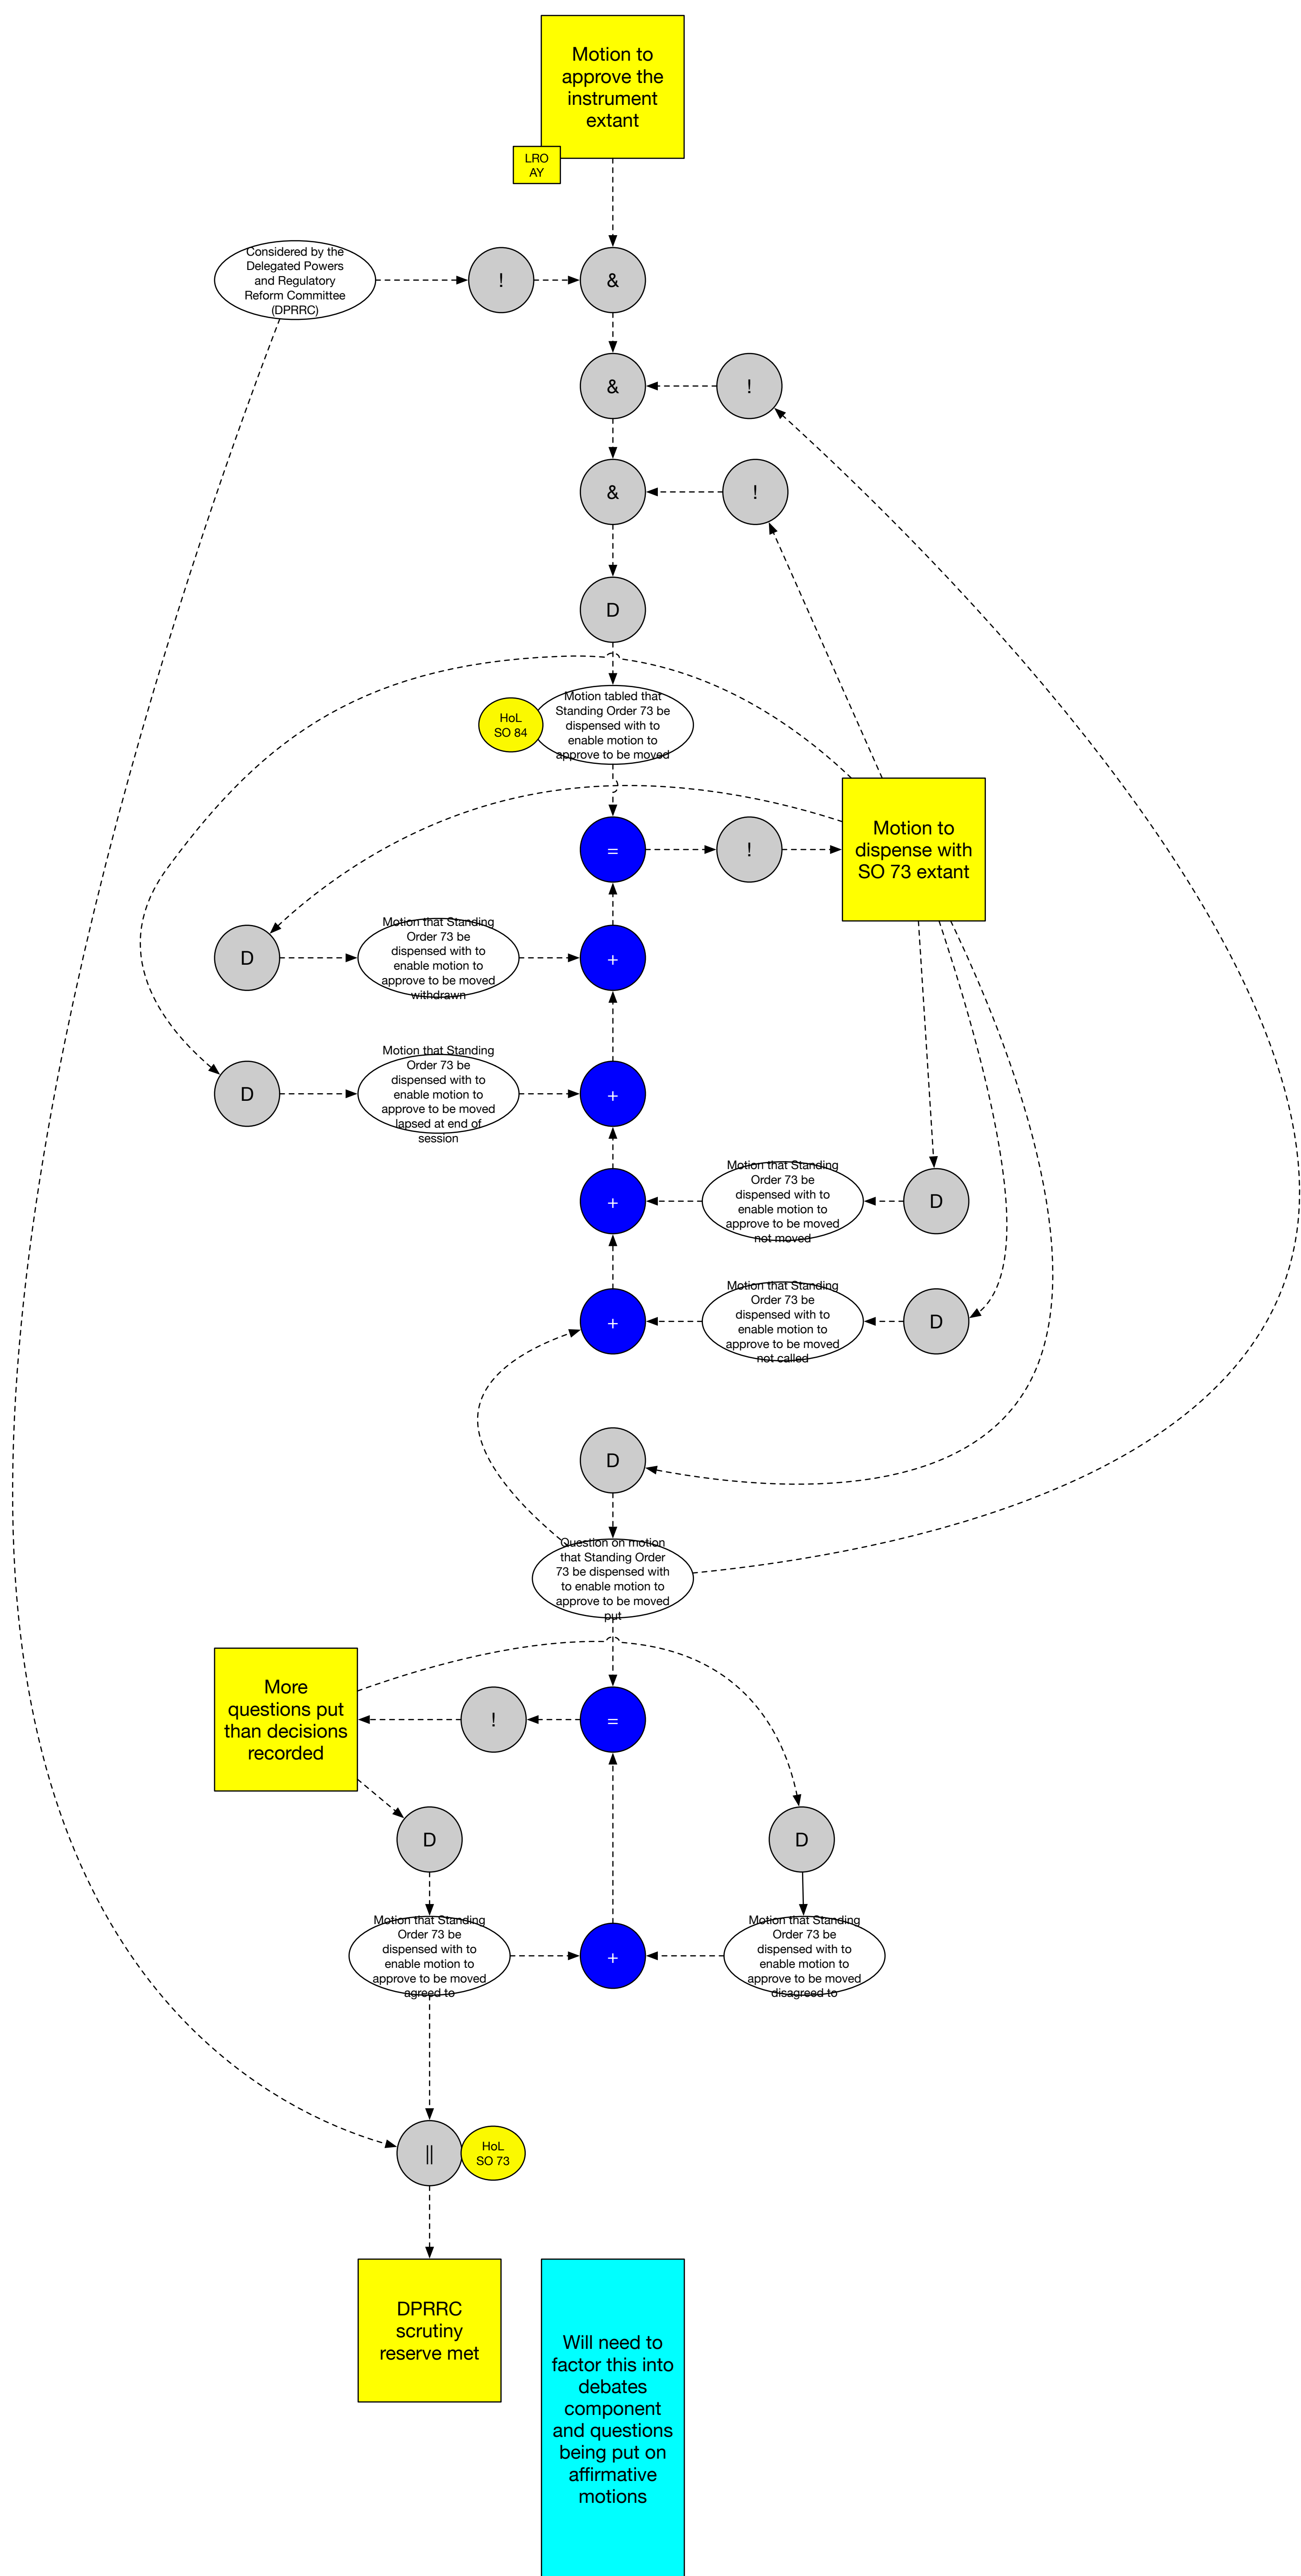 Motion to
approve the
instrument
extant
LRO
AY
Considered by the
Delegated Powers
and Regulatory
Reform Committee
(DPRRC)
!
&
&
!
&
!
D
Motion tabled that
Standing Order 73 be
dispensed with to
enable motion to
approve to be moved
HoL
SO 84
=
!
Motion to
dispense with
SO 73 extant
D
Motion that Standing
Order 73 be
dispensed with to
enable motion to
approve to be moved
withdrawn
+
D
Motion that Standing
Order 73 be
dispensed with to
enable motion to
approve to be moved
lapsed at end of
session
+
+
Motion that Standing
Order 73 be
dispensed with to
enable motion to
approve to be moved
not moved
D
+
Motion that Standing
Order 73 be
dispensed with to
enable motion to
approve to be moved
not called
D
D
Question on motion
that Standing Order
73 be dispensed with
to enable motion to
approve to be moved
put
More
questions put
than decisions
recorded
!
=
D
D
Motion that Standing
Order 73 be
dispensed with to
enable motion to
approve to be moved
agreed to
+
Motion that Standing
Order 73 be
dispensed with to
enable motion to
approve to be moved
disagreed to
||
HoL
SO 73
DPRRC
scrutiny
reserve met
Will need to
factor this into
debates
component
and questions
being put on
affirmative
motions